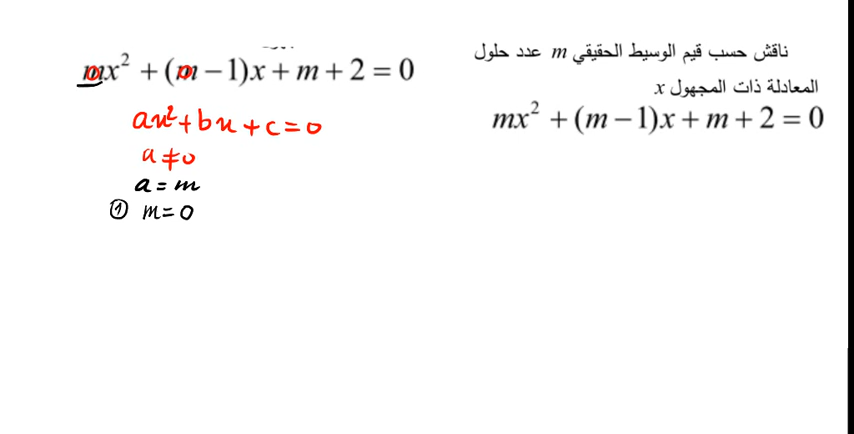 ناقش حسب قيم الوسيط الحقيقي m عدد حلول
المعادلة ذات المجهول x
mx² + (m − 1)x + m + 2 = 0
mx² + (m − 1)x + m + 2 = 0
ax² + bx + c = 0
a ≠ 0
a = m
① m = 0